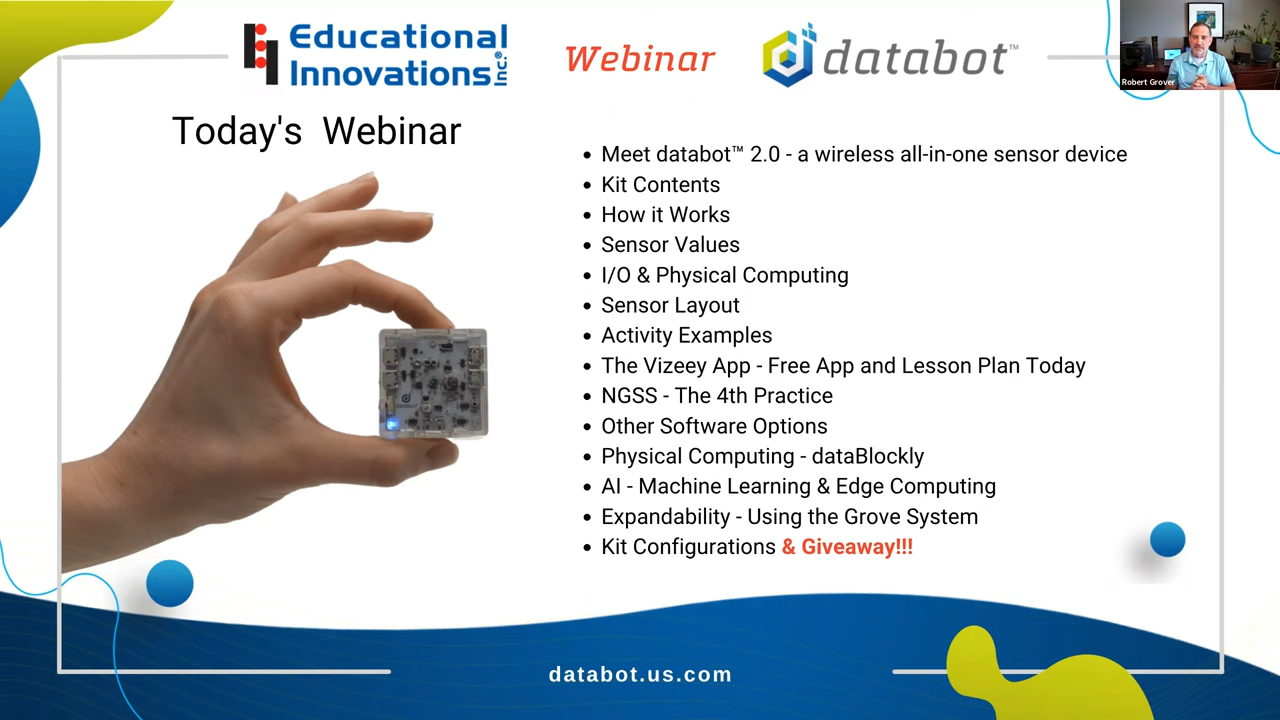 Educational
Innovations Inc.®
Webinar
databot™
Robert Grover
Today's Webinar
• Meet databot™ 2.0 - a wireless all-in-one sensor device
• Kit Contents
• How it Works
• Sensor Values
• I/O & Physical Computing
• Sensor Layout
• Activity Examples
• The Vizeey App - Free App and Lesson Plan Today
• NGSS - The 4th Practice
• Other Software Options
• Physical Computing - dataBlockly
• AI - Machine Learning & Edge Computing
• Expandability - Using the Grove System
• Kit Configurations & Giveaway!!!
databot.us.com